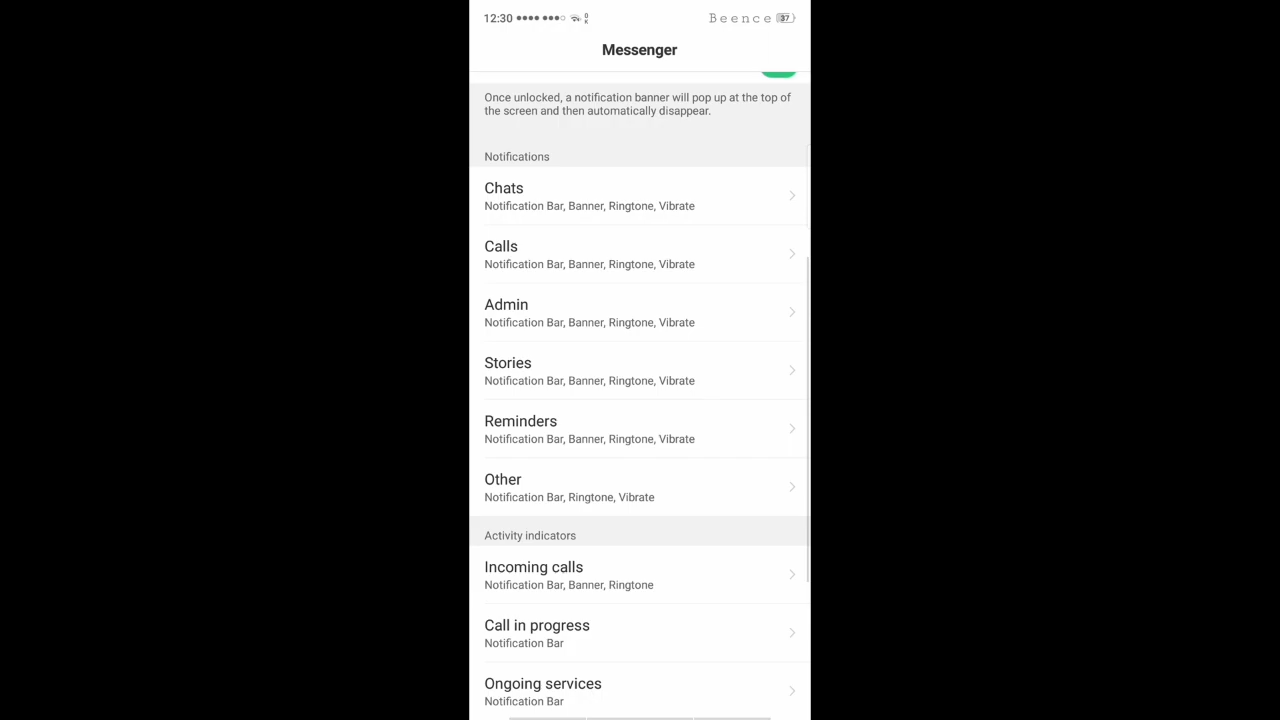 12:30
Beence 37
Messenger
Once unlocked, a notification banner will pop up at the top of
the screen and then automatically disappear.
Notifications
Chats
Notification Bar, Banner, Ringtone, Vibrate
Calls
Notification Bar, Banner, Ringtone, Vibrate
Admin
Notification Bar, Banner, Ringtone, Vibrate
Stories
Notification Bar, Banner, Ringtone, Vibrate
Reminders
Notification Bar, Banner, Ringtone, Vibrate
Other
Notification Bar, Ringtone, Vibrate
Activity indicators
Incoming calls
Notification Bar, Banner, Ringtone
Call in progress
Notification Bar
Ongoing services
Notification Bar